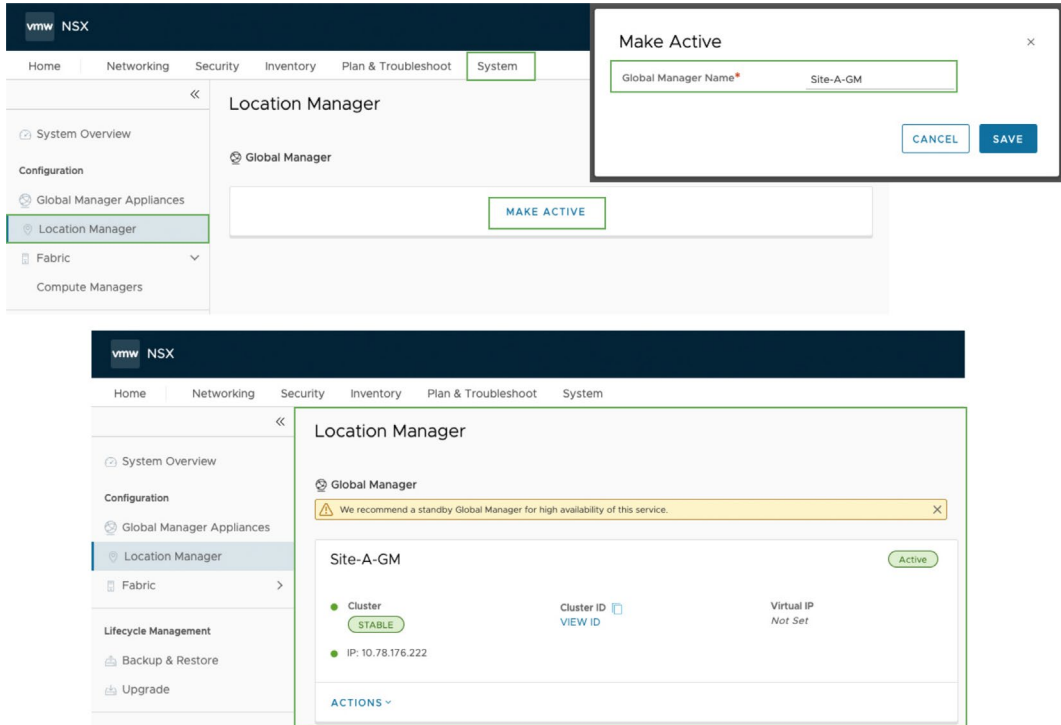 vmw NSX
Home Networking Security Inventory Plan & Troubleshoot System
System Overview
Configuration
Global Manager Appliances
Location Manager
Fabric
Compute Managers
Location Manager
Global Manager
MAKE ACTIVE
Make Active
Global Manager Name* Site-A-GM
CANCEL SAVE
vmw NSX
Home Networking Security Inventory Plan & Troubleshoot System
System Overview
Configuration
Global Manager Appliances
Location Manager
Fabric
Lifecycle Management
Backup & Restore
Upgrade
Location Manager
Global Manager
We recommend a standby Global Manager for high availability of this service.
Site-A-GM Active
Cluster Cluster ID Virtual IP
STABLE VIEW ID Not Set
IP: 10.78.176.222
ACTIONS